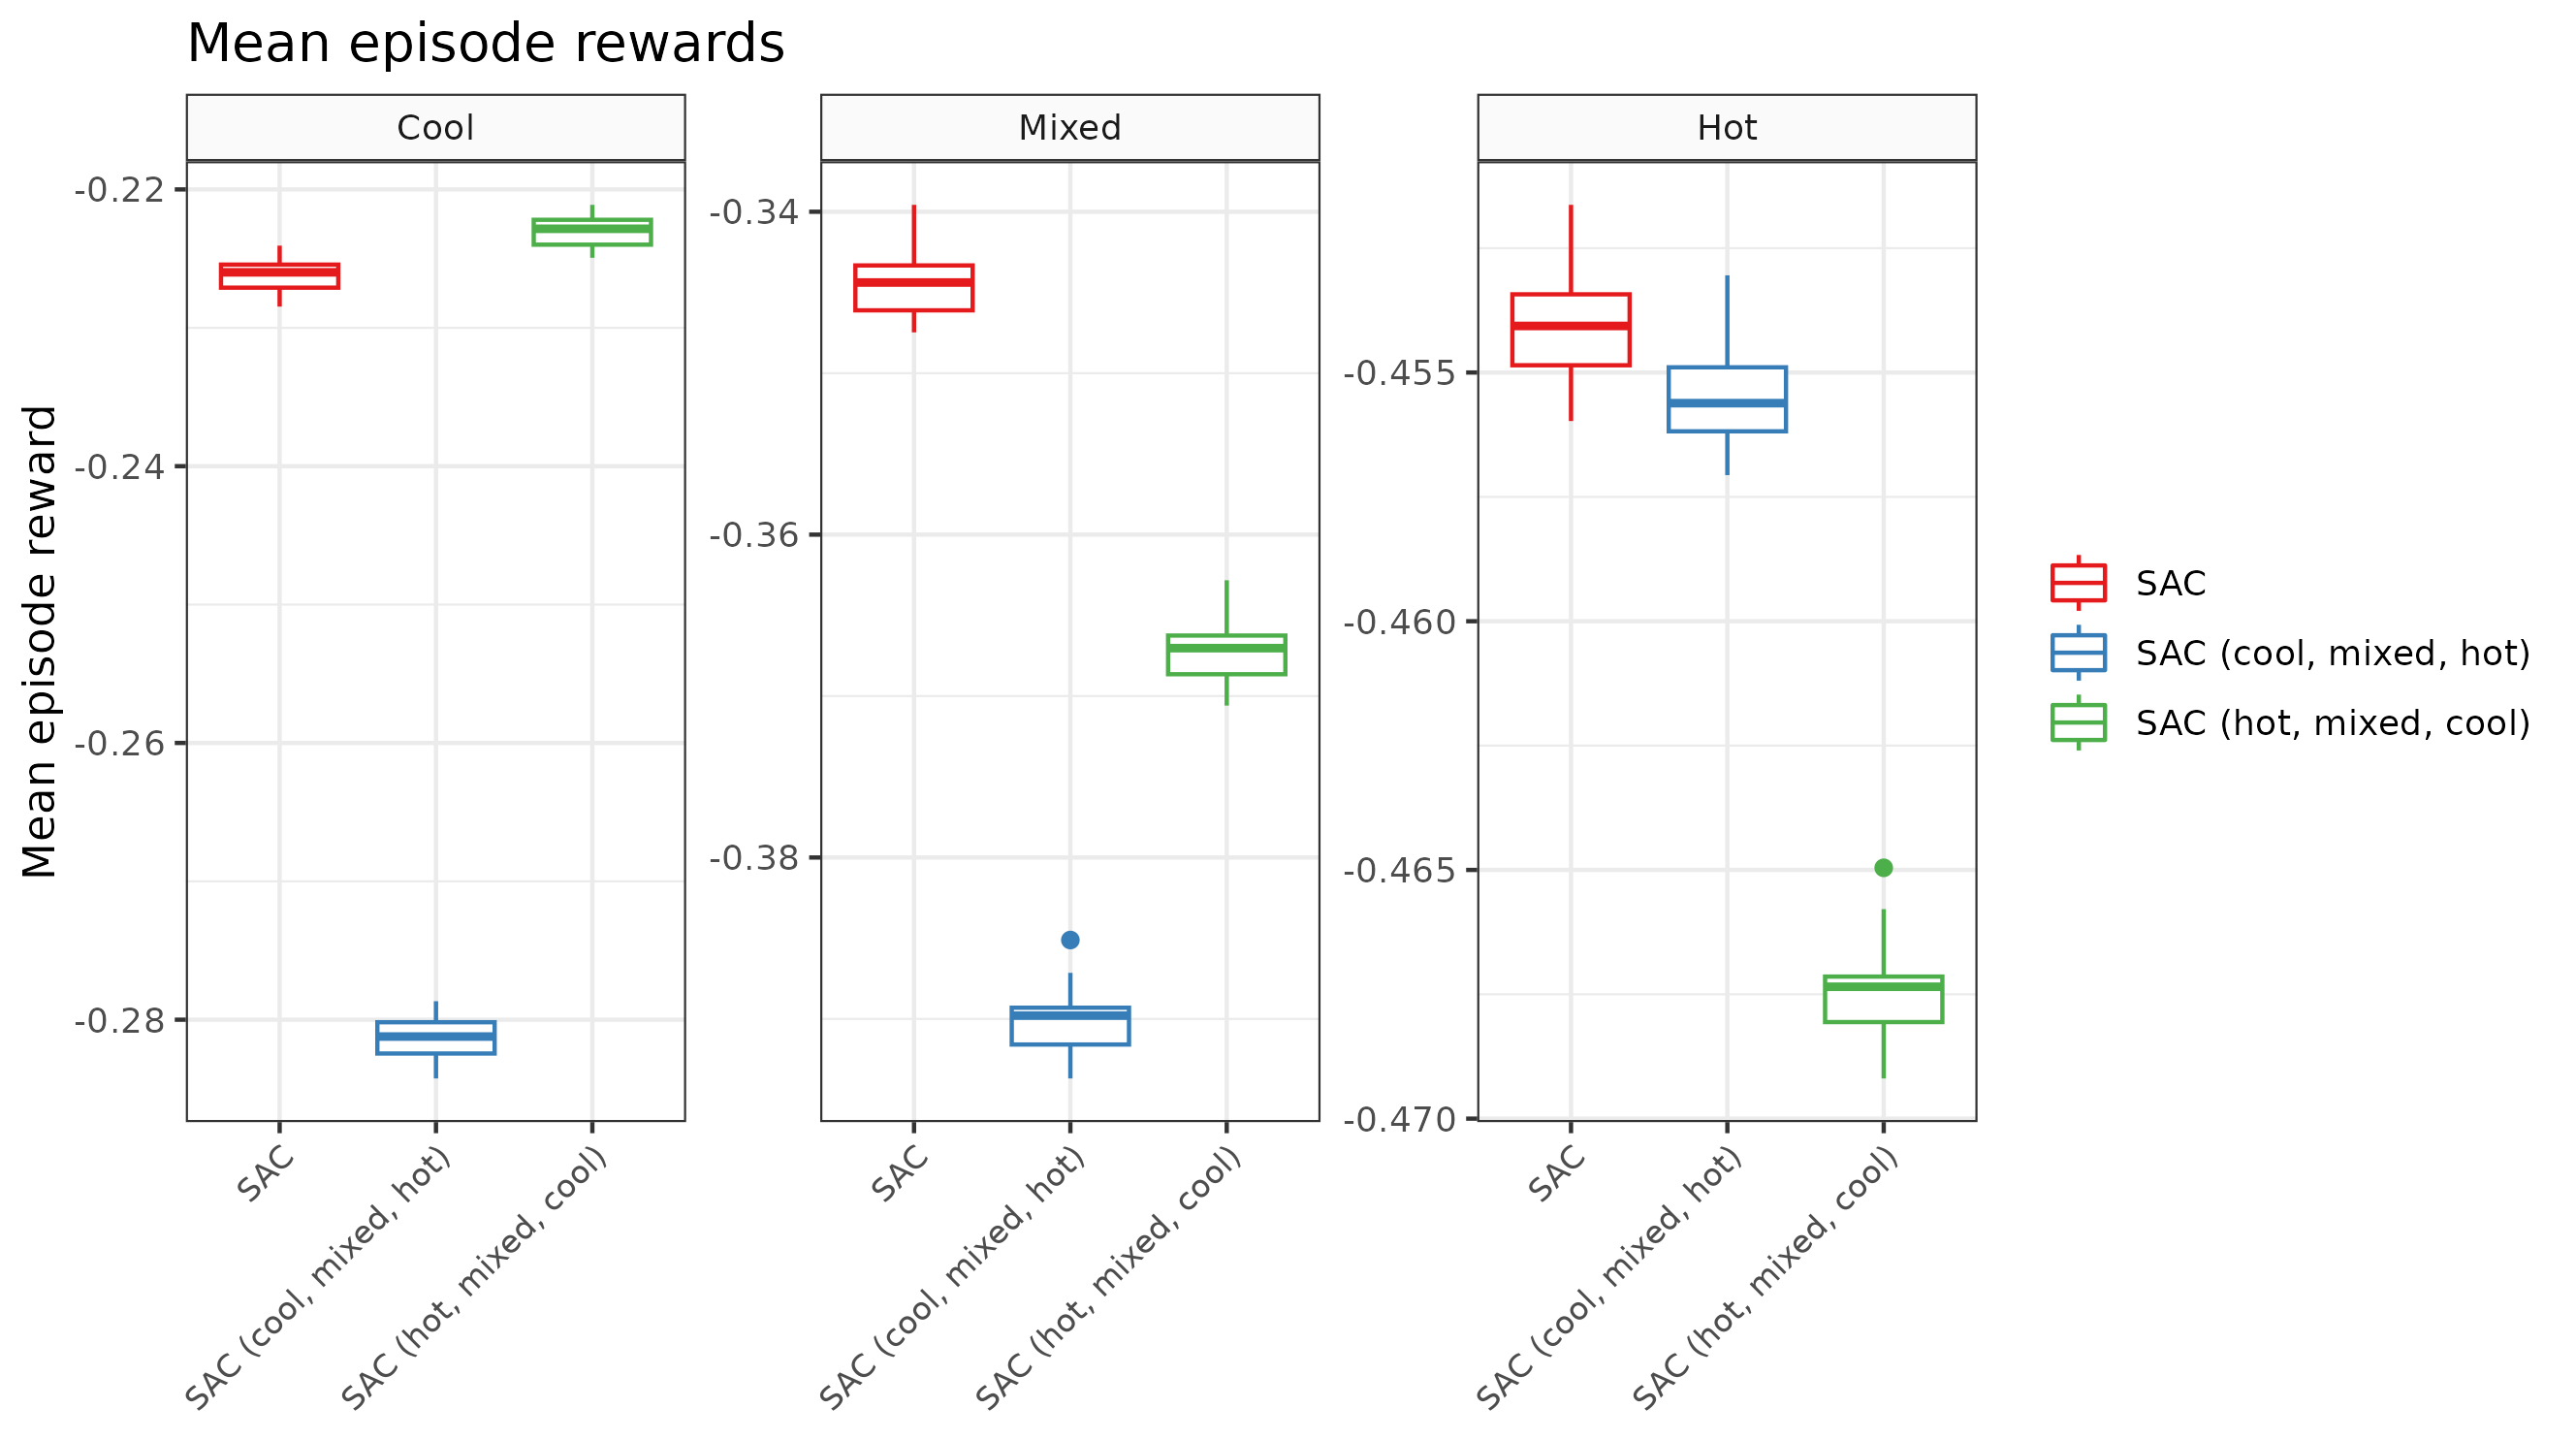 Mean episode rewards
Cool
Mixed
Hot
Mean episode reward
-0.22
-0.24
-0.26
-0.28
-0.34
-0.36
-0.38
-0.455
-0.460
-0.465
-0.470
SAC
SAC (cool, mixed, hot)
SAC (hot, mixed, cool)
SAC
SAC (cool, mixed, hot)
SAC (hot, mixed, cool)
SAC
SAC (cool, mixed, hot)
SAC (hot, mixed, cool)
SAC
SAC (cool, mixed, hot)
SAC (hot, mixed, cool)